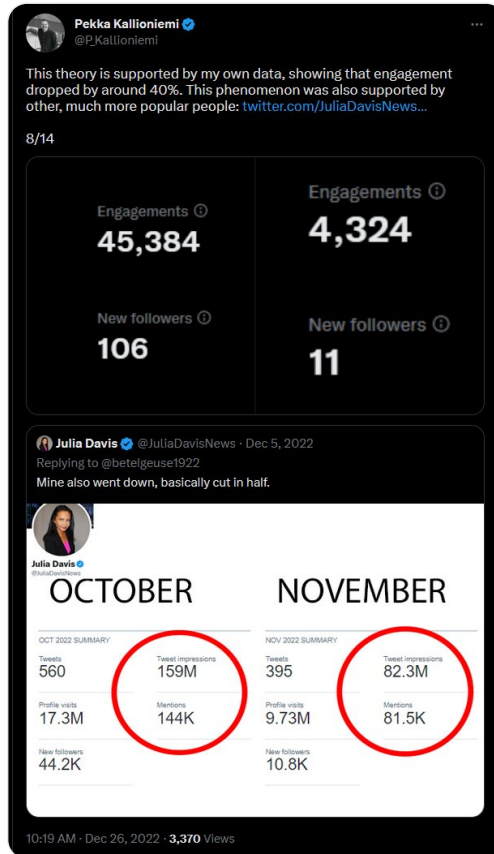 Pekka Kallioniemi
@P_Kallioniemi
This theory is supported by my own data, showing that engagement
dropped by around 40%. This phenomenon was also supported by
other, much more popular people: twitter.com/JuliaDavisNews...
8/14
Engagements
45,384
New followers
106
Engagements
4,324
New followers
11
Julia Davis @JuliaDavisNews · Dec 5, 2022
Replying to @betelgeuse1922
Mine also went down, basically cut in half.
Julia Davis
@JuliaDavisNews
OCTOBER
OCT 2022 SUMMARY
Tweets
560
Tweet impressions
159M
Profile visits
17.3M
Mentions
144K
New followers
44.2K
NOVEMBER
NOV 2022 SUMMARY
Tweets
395
Tweet impressions
82.3M
Profile visits
9.73M
Mentions
81.5K
New followers
10.8K
10:19 AM · Dec 26, 2022 · 3,370 Views